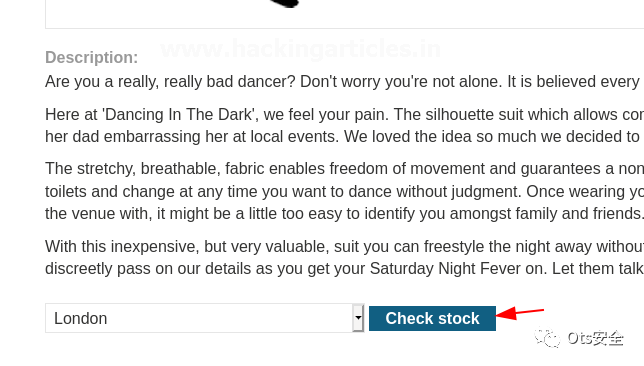 www.hackingarticles.in
Description:
Are you a really, really bad dancer? Don't worry you're not alone. It is believed every
Here at 'Dancing In The Dark', we feel your pain. The silhouette suit which allows cor
her dad embarrassing her at local events. We loved the idea so much we decided to
The stretchy, breathable, fabric enables freedom of movement and guarantees a non
toilets and change at any time you want to dance without judgment. Once wearing yo
the venue with, it might be a little too easy to identify you amongst family and friends.
With this inexpensive, but very valuable, suit you can freestyle the night away withou
discreetly pass on our details as you get your Saturday Night Fever on. Let them talk
London
Check stock
Ots安全